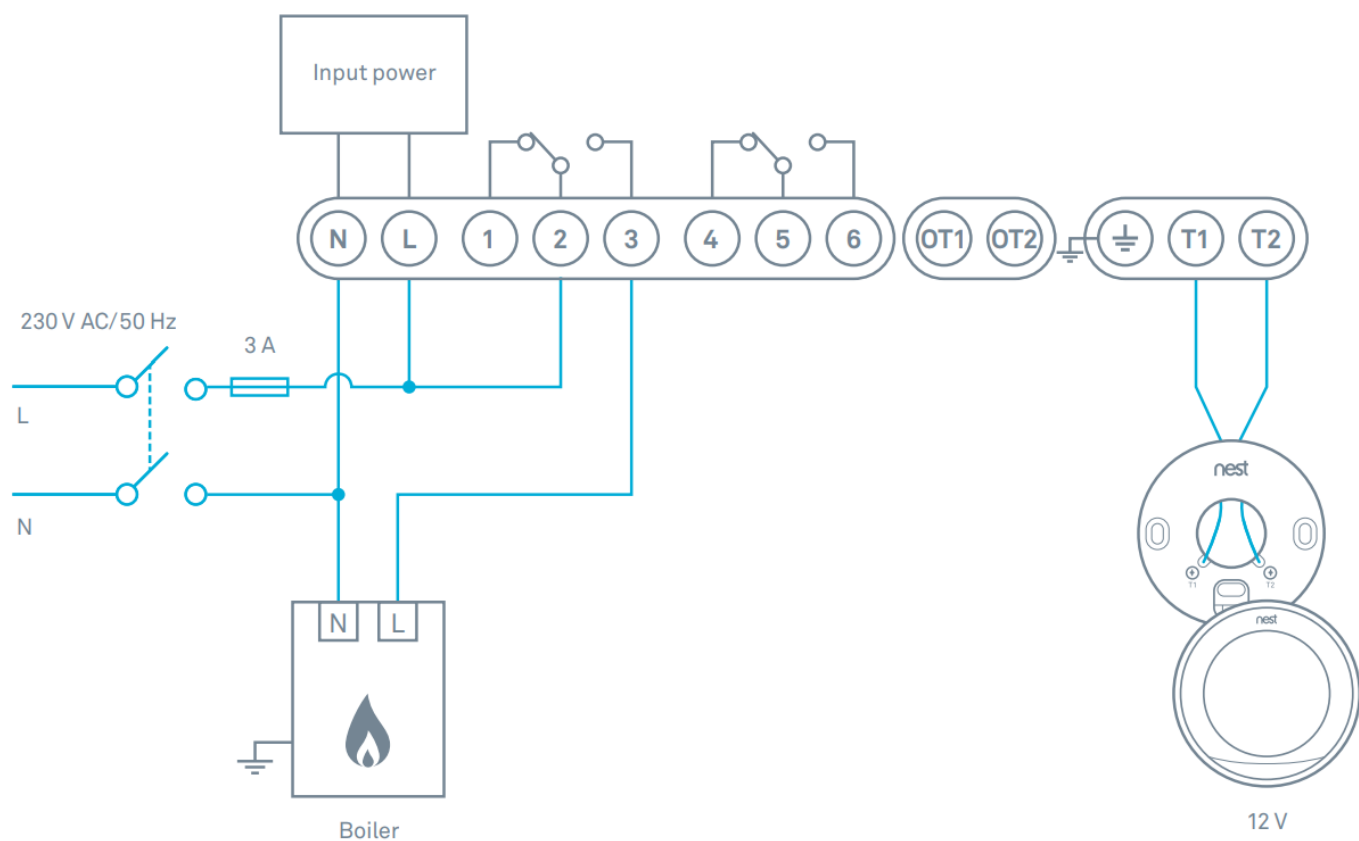 Input power
N L 1 2 3 4 5 6 OT1 OT2 T1 T2
230 V AC/50 Hz
3 A
L
N
nest
T1 T2
nest
N L
Boiler
12 V